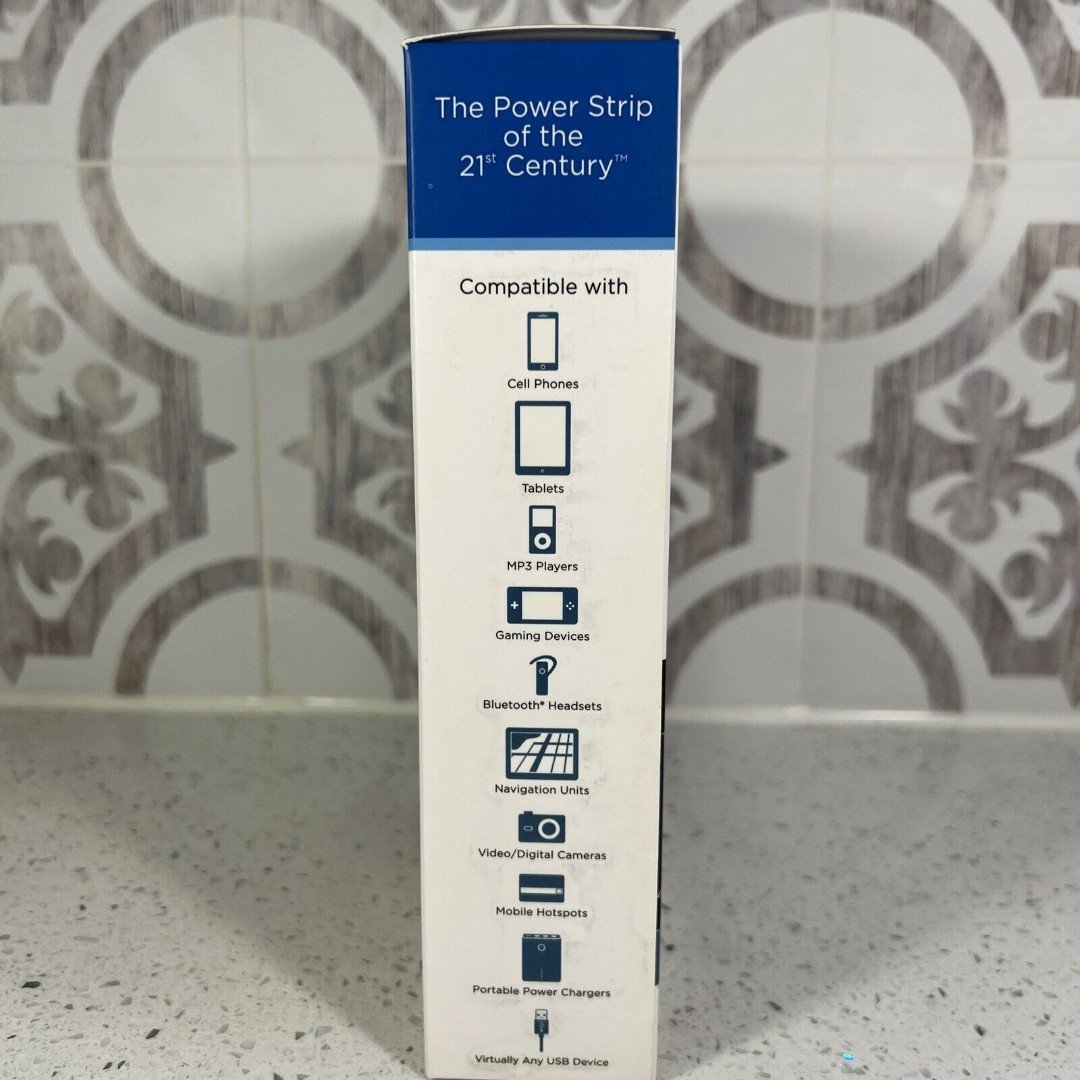 The Power Strip
of the
21st Century™
Compatible with
Cell Phones
Tablets
MP3 Players
Gaming Devices
Bluetooth® Headsets
Navigation Units
Video/Digital Cameras
Mobile Hotspots
Portable Power Chargers
Virtually Any USB Device